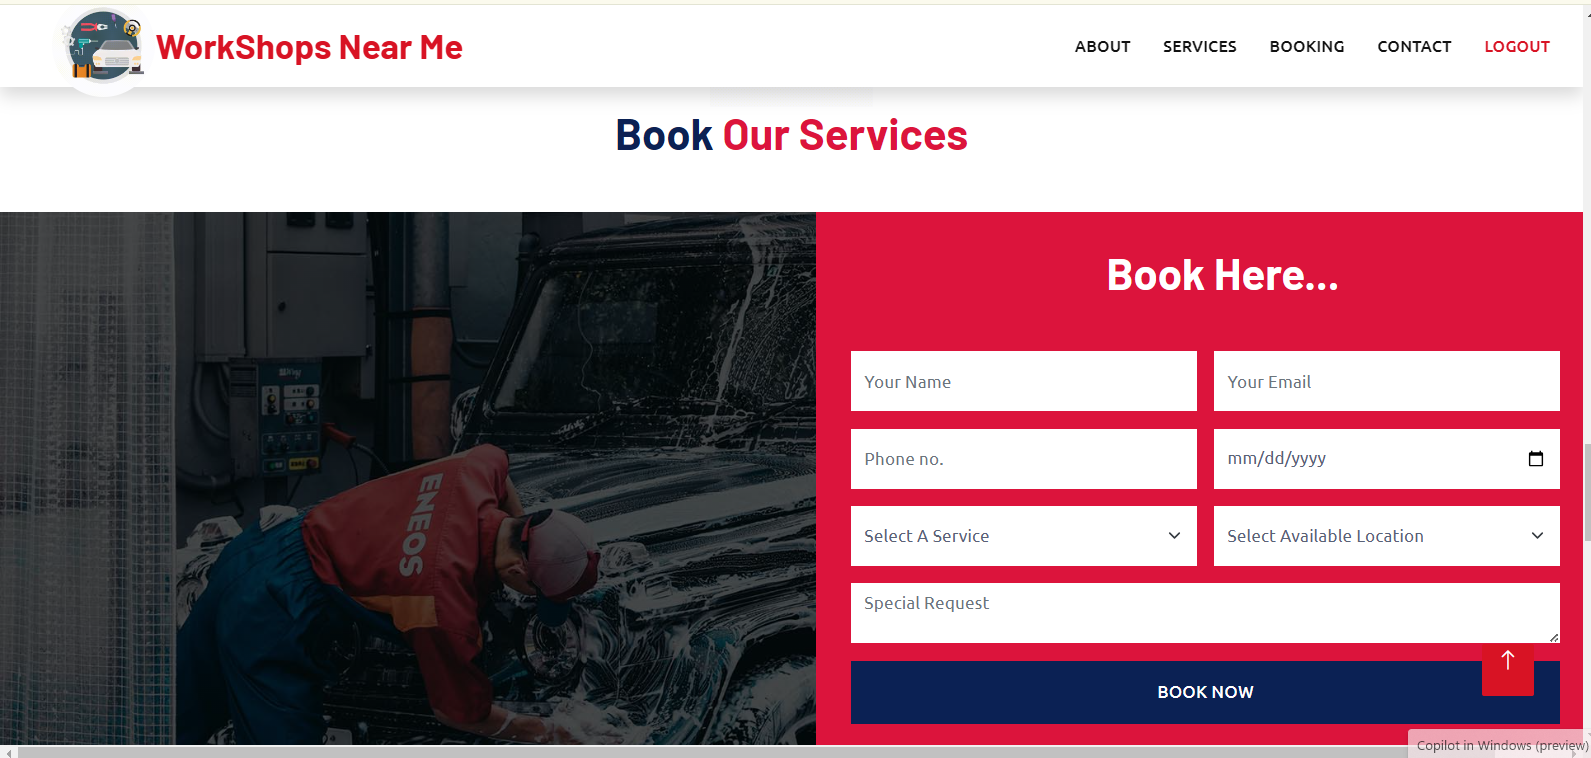 WorkShops Near Me
ABOUT SERVICES BOOKING CONTACT LOGOUT
Book Our Services
Book Here...
Your Name Your Email
Phone no. mm/dd/yyyy
Select A Service Select Available Location
Special Request
BOOK NOW
ENEOS
Copilot in Windows (preview)